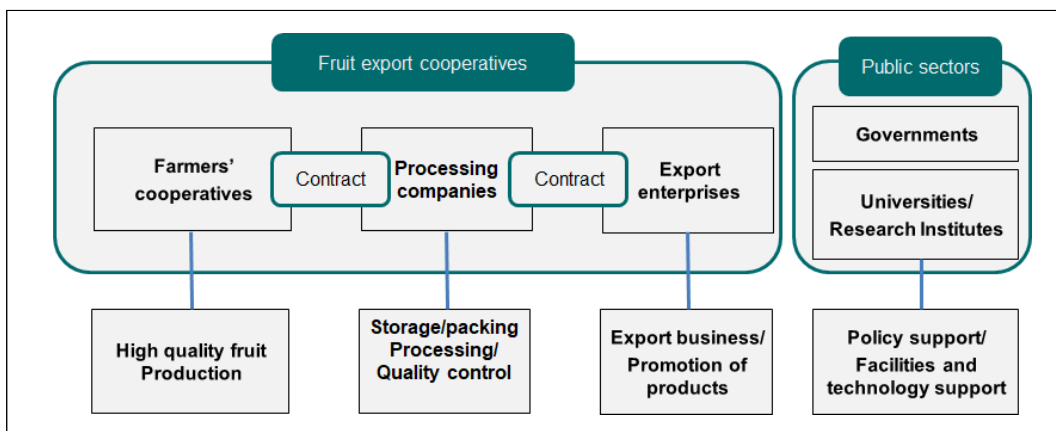 Fruit export cooperatives
Public sectors
Farmers’
cooperatives
Contract
Processing
companies
Contract
Export
enterprises
Governments
Universities/
Research Institutes
High quality fruit
Production
Storage/packing
Processing/
Quality control
Export business/
Promotion of
products
Policy support/
Facilities and
technology support